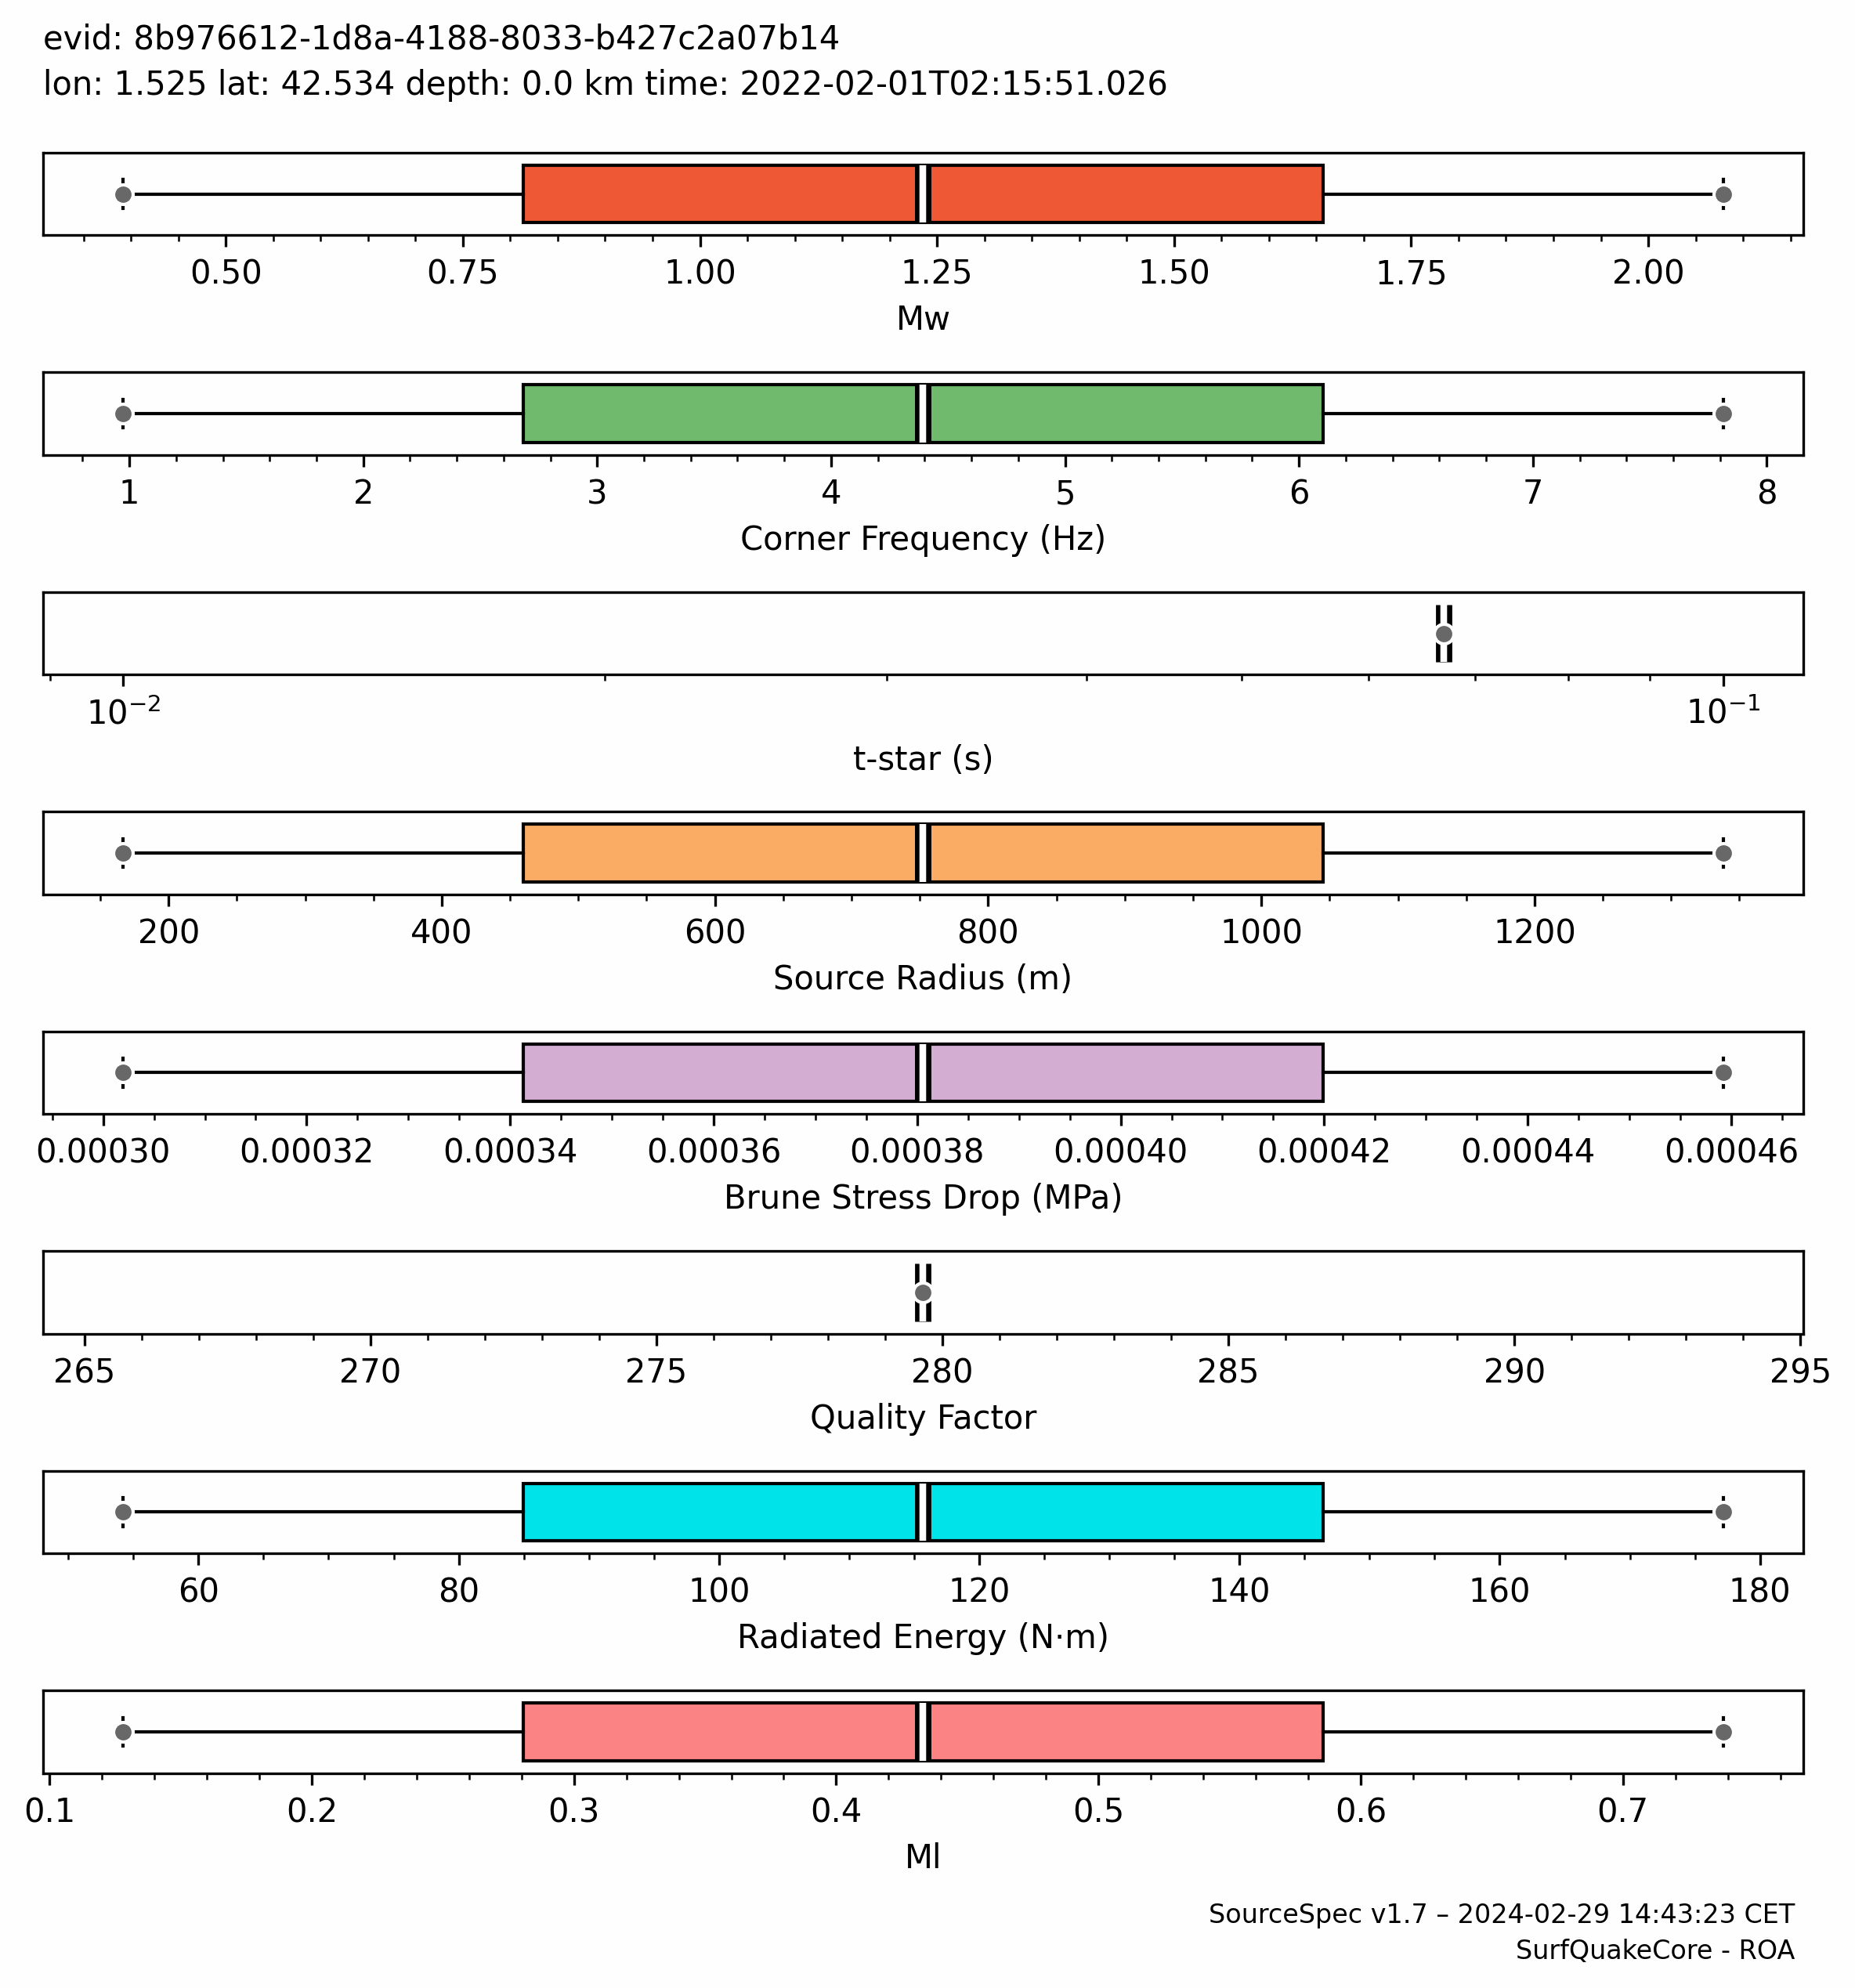 evid: 8b976612-1d8a-4188-8033-b427c2a07b14
lon: 1.525 lat: 42.534 depth: 0.0 km time: 2022-02-01T02:15:51.026
0.50 0.75 1.00 1.25 1.50 1.75 2.00
Mw
1 2 3 4 5 6 7 8
Corner Frequency (Hz)
10⁻² 10⁻¹
t-star (s)
200 400 600 800 1000 1200
Source Radius (m)
0.00030 0.00032 0.00034 0.00036 0.00038 0.00040 0.00042 0.00044 0.00046
Brune Stress Drop (MPa)
265 270 275 280 285 290 295
Quality Factor
60 80 100 120 140 160 180
Radiated Energy (N·m)
0.1 0.2 0.3 0.4 0.5 0.6 0.7
Ml
SourceSpec v1.7 – 2024-02-29 14:43:23 CET
SurfQuakeCore - ROA